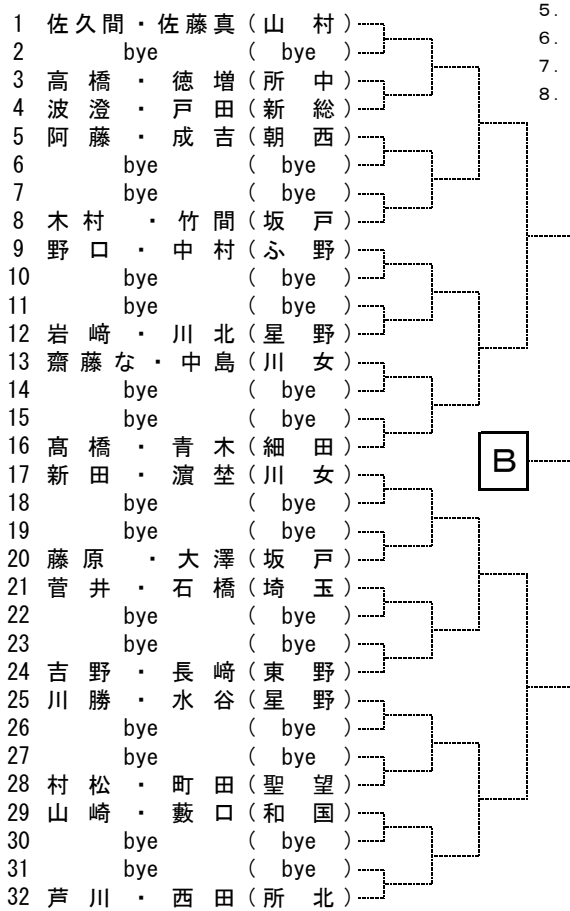 5.
6.
7.
8.
1 佐久間・佐藤真(山 村)
2 bye ( bye )
3 高橋・徳増(所 中)
4 波澄・戸田(新 総)
5 阿藤・成吉(朝 西)
6 bye ( bye )
7 bye ( bye )
8 木村・竹間(坂 戸)
9 野口・中村(ふ 野)
10 bye ( bye )
11 bye ( bye )
12 岩﨑・川北(星 野)
13 齋藤な・中島(川 女)
14 bye ( bye )
15 bye ( bye )
16 髙橋・青木(細 田)
17 新田・濵埜(川 女)
18 bye ( bye )
19 bye ( bye )
20 藤原・大澤(坂 戸)
21 菅井・石橋(埼 玉)
22 bye ( bye )
23 bye ( bye )
24 吉野・長﨑(東 野)
25 川勝・水谷(星 野)
26 bye ( bye )
27 bye ( bye )
28 村松・町田(聖 望)
29 山崎・藪口(和 国)
30 bye ( bye )
31 bye ( bye )
32 芦川・西田(所 北)
B